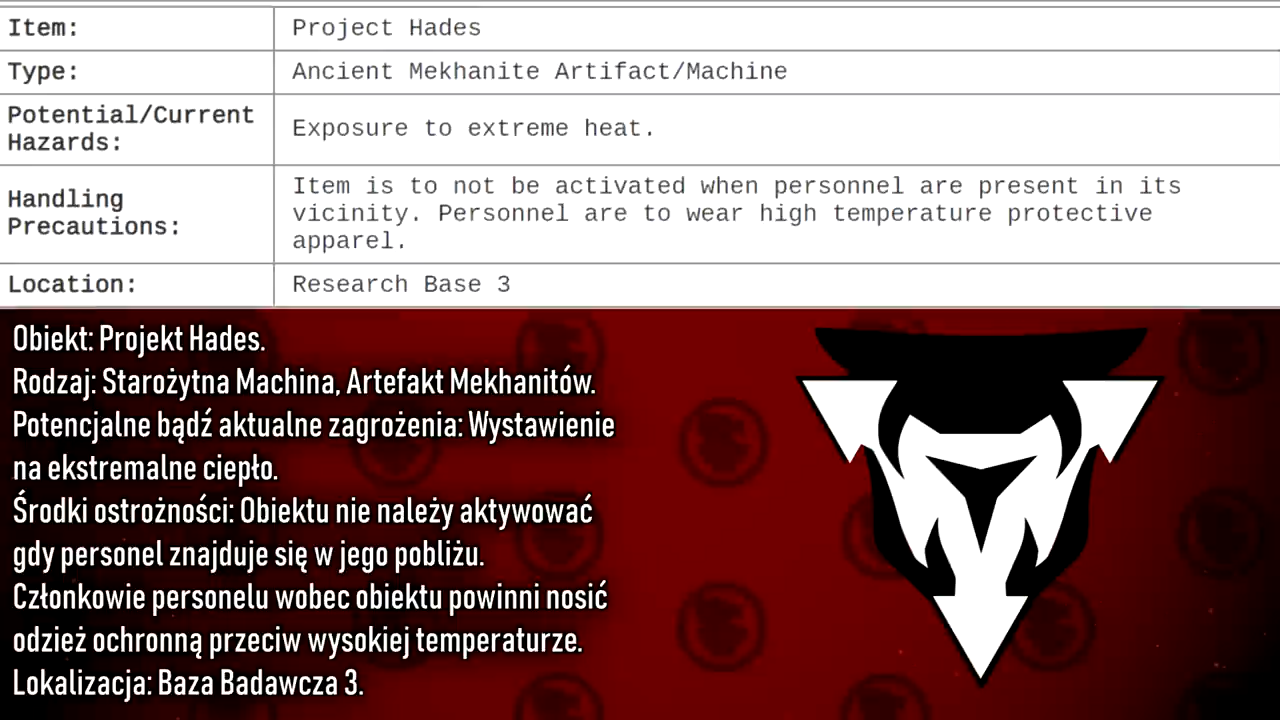 Item: Project Hades
Type: Ancient Mekhanite Artifact/Machine
Potential/Current
Hazards: Exposure to extreme heat.
Handling
Precautions: Item is to not be activated when personnel are present in its
vicinity. Personnel are to wear high temperature protective
apparel.
Location: Research Base 3
Obiekt: Projekt Hades.
Rodzaj: Starożytna Machina, Artefakt Mekhanitów.
Potencjalne bądź aktualne zagrożenia: Wystawienie
na ekstremalne ciepło.
Środki ostrożności: Obiektu nie należy aktywować
gdy personel znajduje się w jego pobliżu.
Członkowie personelu wobec obiektu powinni nosić
odzież ochronną przeciw wysokiej temperaturze.
Lokalizacja: Baza Badawcza 3.